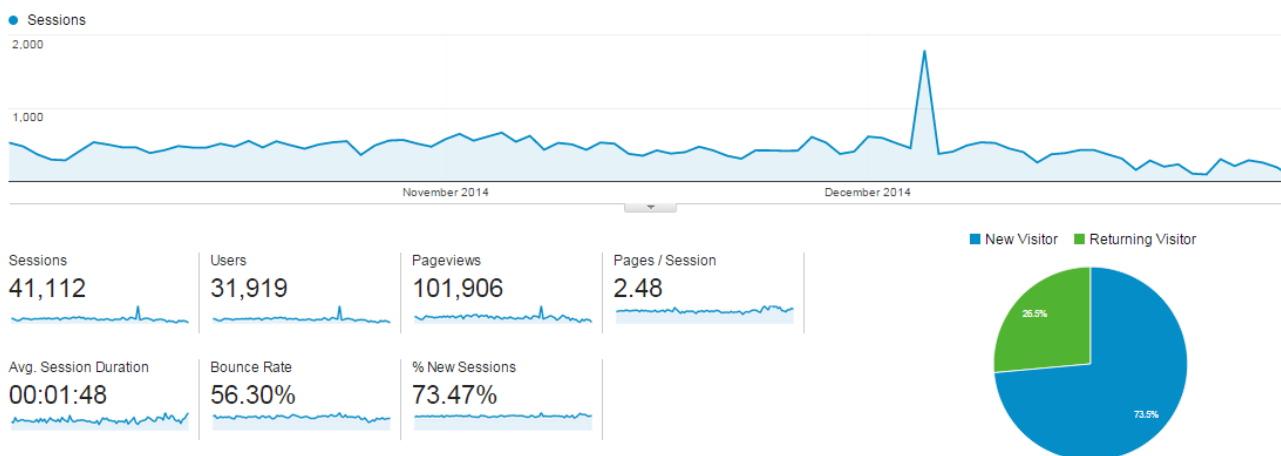 Sessions
2,000
1,000
November 2014 December 2014
New Visitor Returning Visitor
Sessions Users Pageviews Pages / Session
41,112 31,919 101,906 2.48
26.5%
Avg. Session Duration Bounce Rate % New Sessions
00:01:48 56.30% 73.47%
73.5%